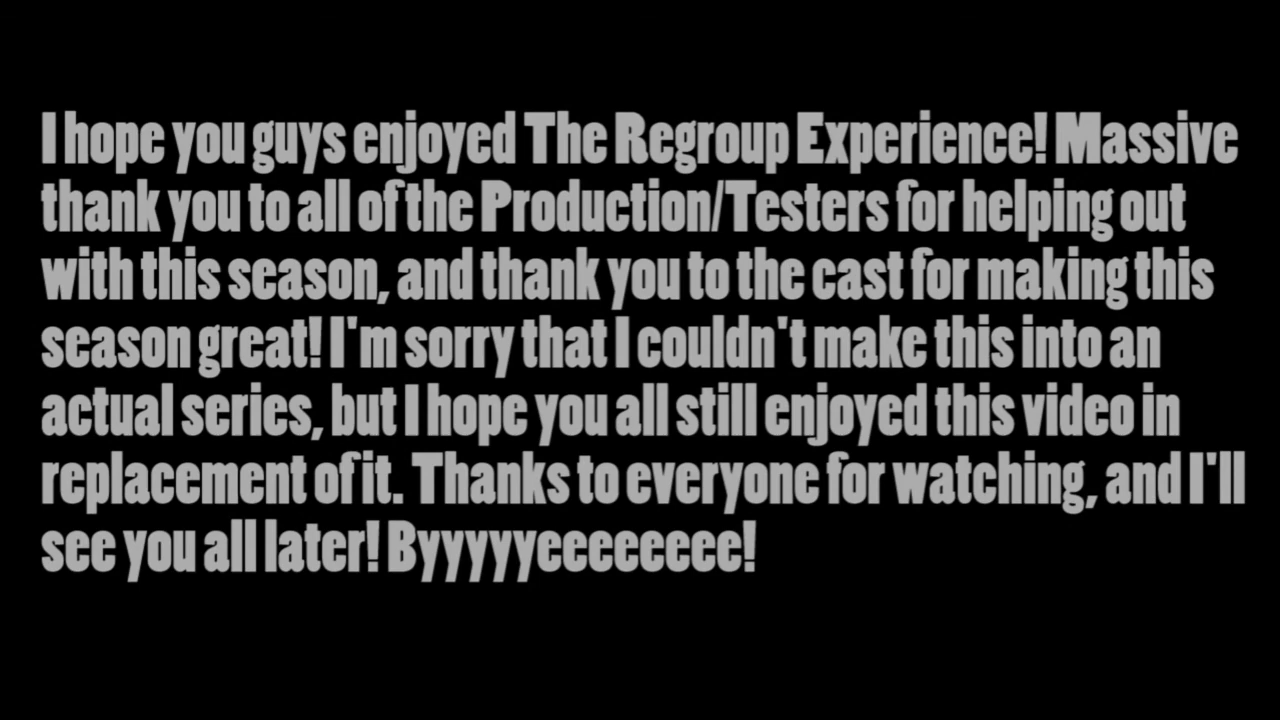 I hope you guys enjoyed The Regroup Experience! Massive
thank you to all of the Production/Testers for helping out
with this season, and thank you to the cast for making this
season great! I'm sorry that I couldn't make this into an
actual series, but I hope you all still enjoyed this video in
replacement of it. Thanks to everyone for watching, and I'll
see you all later! Byyyyyeeeeeeee!